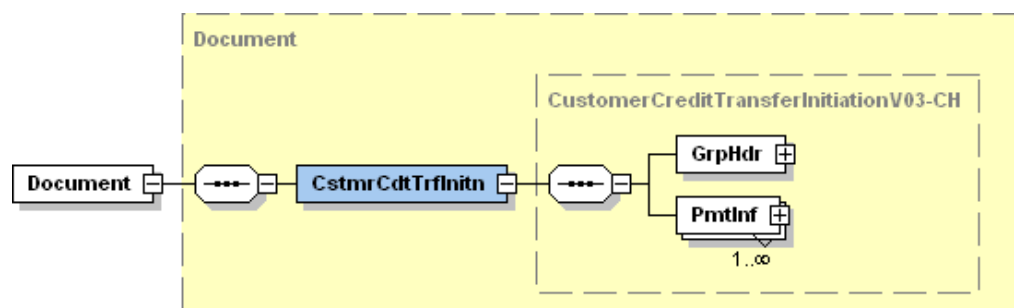 Document
CustomerCreditTransferInitiationV03-CH
GrpHdr
Document
CstmrCdtTrfInitn
PmtInf
1..∞